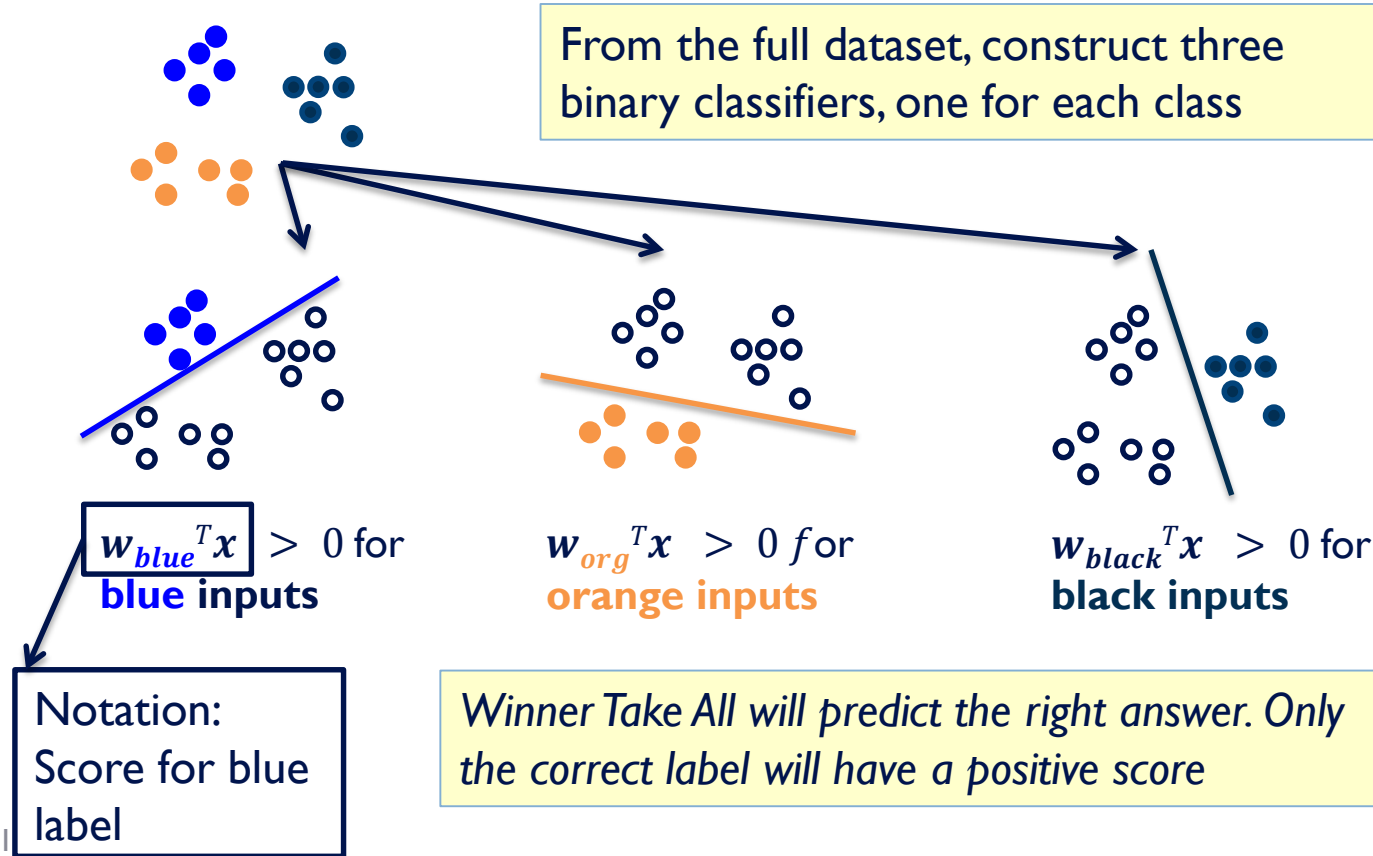 From the full dataset, construct three
binary classifiers, one for each class
w_blue^T x > 0 for
blue inputs
w_org^T x > 0 for
orange inputs
w_black^T x > 0 for
black inputs
Notation:
Score for blue
label
Winner Take All will predict the right answer. Only
the correct label will have a positive score